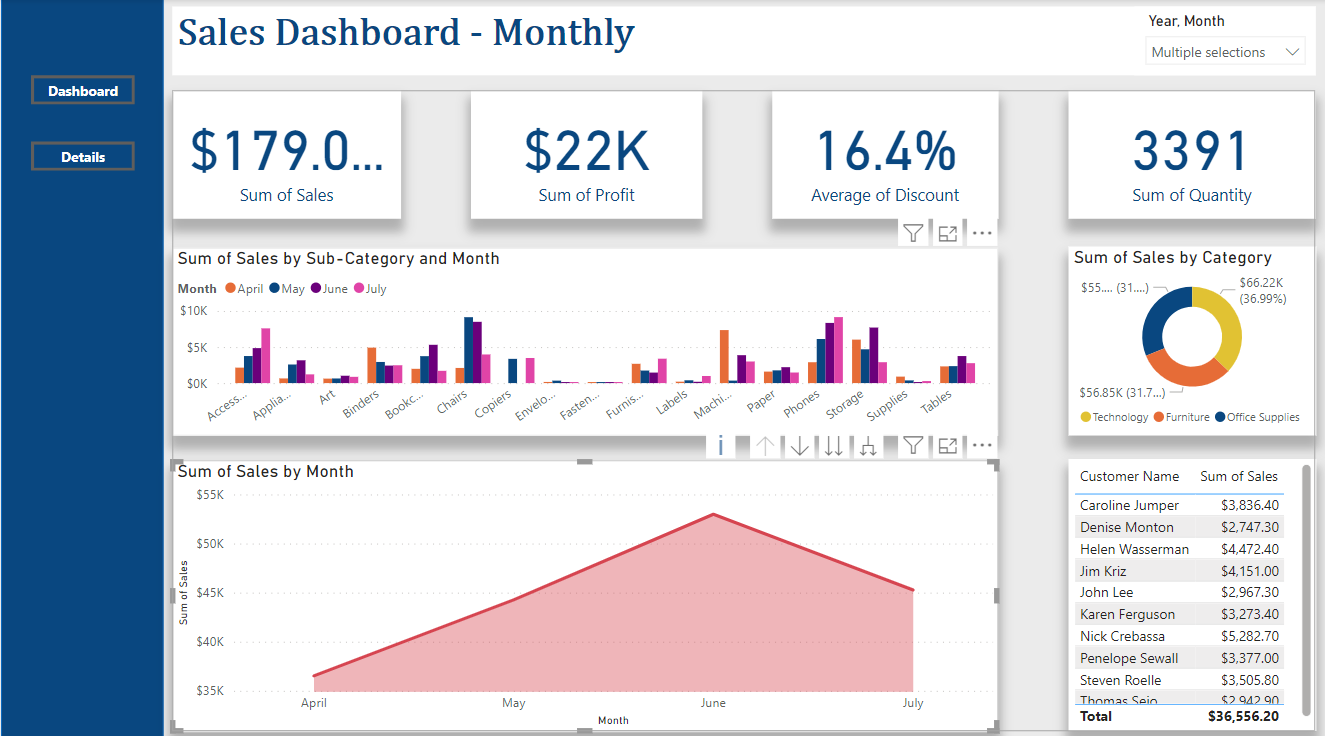 Sales Dashboard - Monthly
Year, Month
Multiple selections
Dashboard
Details
$179.0...
Sum of Sales
$22K
Sum of Profit
16.4%
Average of Discount
3391
Sum of Quantity
Sum of Sales by Sub-Category and Month
Month April May June July
$10K
$5K
$0K
Access...
Applia...
Art
Binders
Bookc...
Chairs
Copiers
Envelo...
Fasten...
Furnis...
Labels
Machi...
Paper
Phones
Storage
Supplies
Tables
Sum of Sales by Category
$55.... (31....)
$66.22K
(36.99%)
$56.85K (31.7...)
Technology Furniture Office Supplies
i
Sum of Sales by Month
$55K
$50K
$45K
$40K
$35K
Sum of Sales
April May June July
Month
Customer Name Sum of Sales
Caroline Jumper $3,836.40
Denise Monton $2,747.30
Helen Wasserman $4,472.40
Jim Kriz $4,151.00
John Lee $2,967.30
Karen Ferguson $3,273.40
Nick Crebassa $5,282.70
Penelope Sewall $3,377.00
Steven Roelle $3,505.80
Thomas Seio $2,942.90
Total $36,556.20